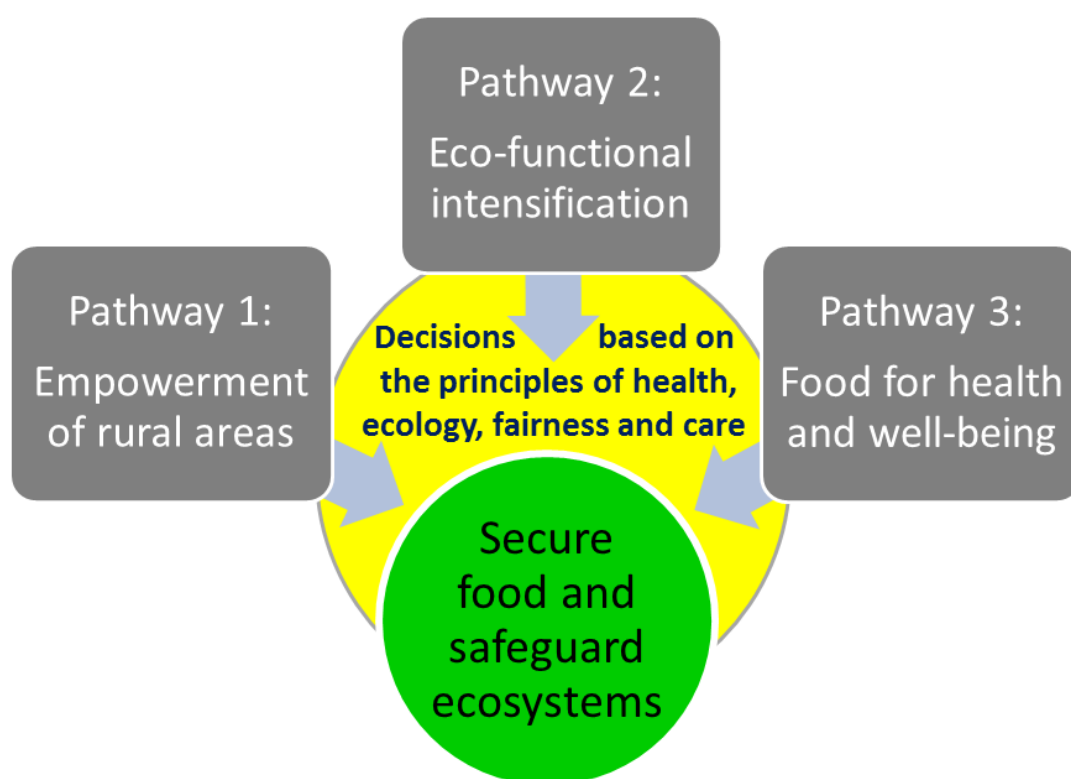 Pathway 2:
Eco-functional
intensification
Pathway 1:
Empowerment
of rural areas
Pathway 3:
Food for health
and well-being
Decisions based on
the principles of health,
ecology, fairness and care
Secure
food and
safeguard
ecosystems